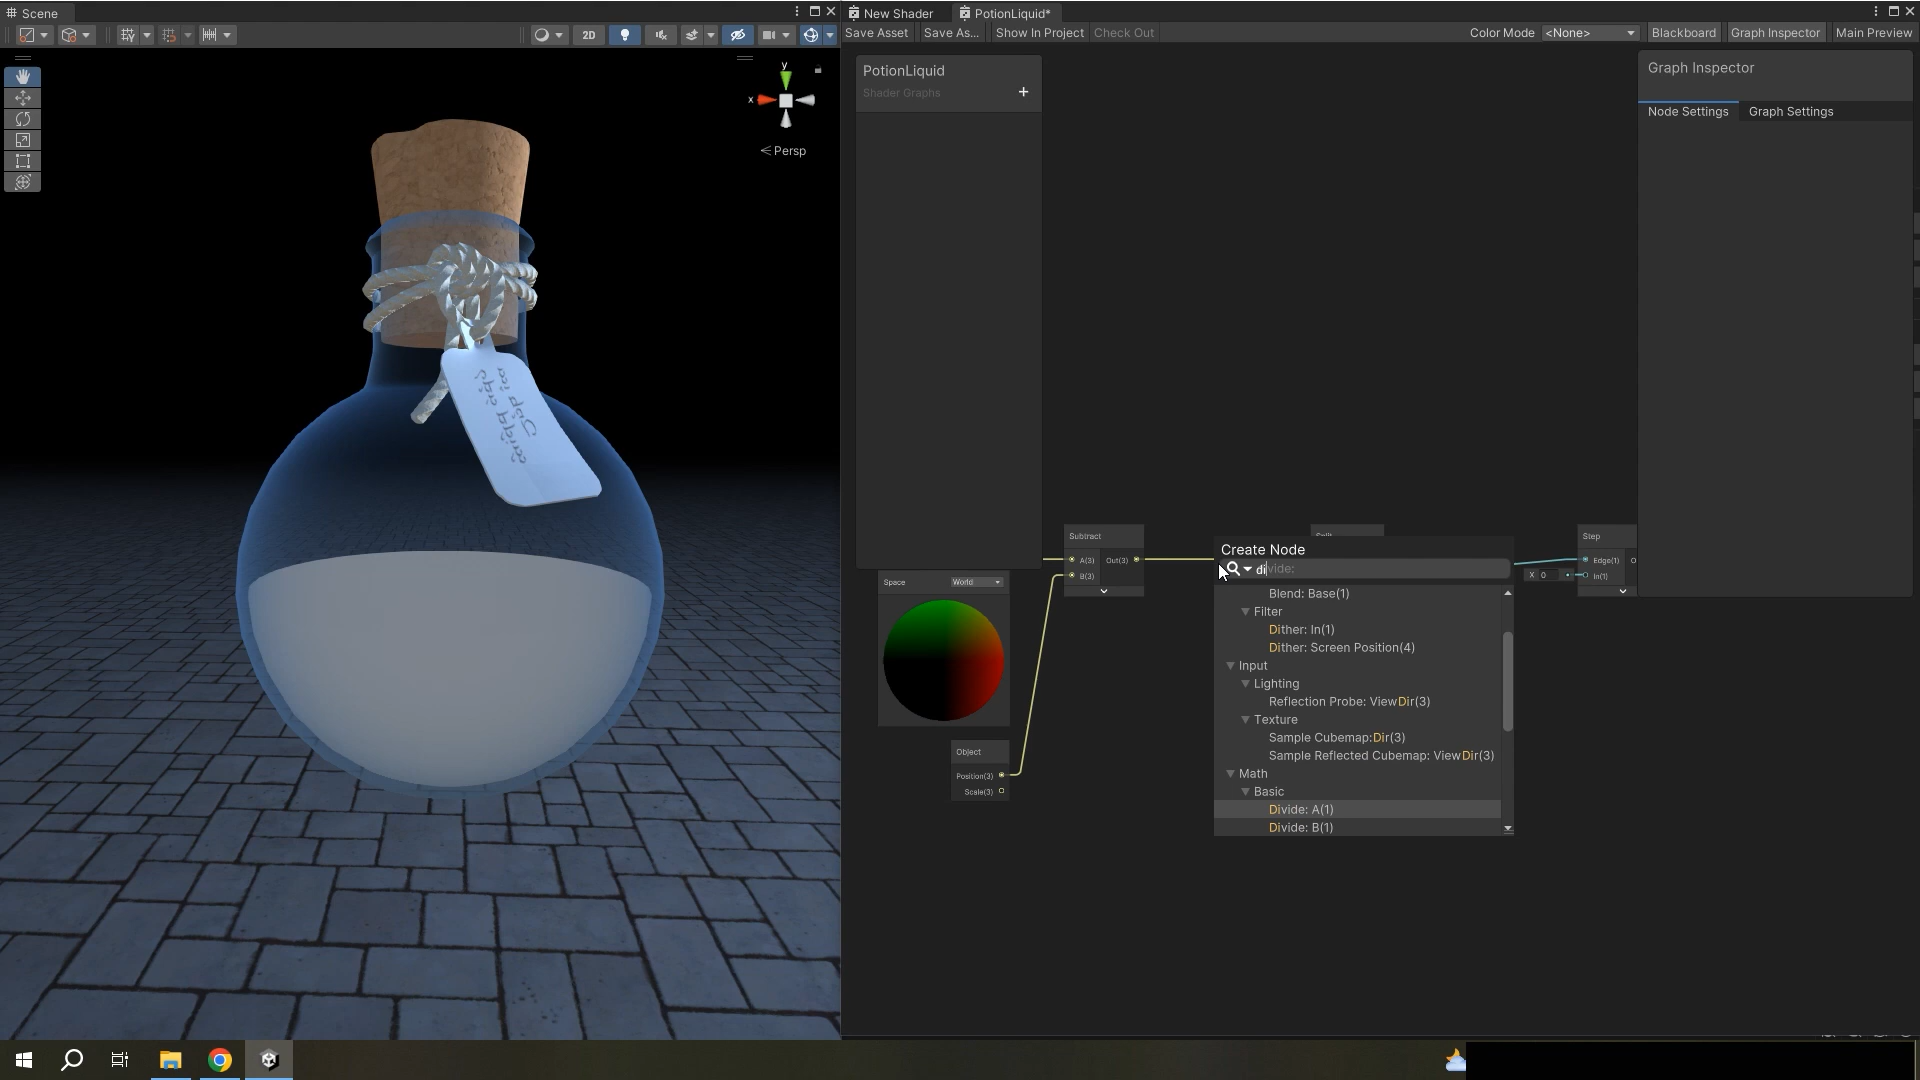 Scene
2D
y
x
Persp
New Shader
PotionLiquid*
Save Asset
Save As...
Show In Project
Check Out
Color Mode
<None>
Blackboard
Graph Inspector
Main Preview
PotionLiquid
Shader Graphs
+
Graph Inspector
Node Settings
Graph Settings
Subtract
A(3)
Out(3)
B(3)
Space
World
Object
Position(3)
Scale(3)
Split
Create Node
divide:
Blend: Base(1)
Filter
Dither: In(1)
Dither: Screen Position(4)
Input
Lighting
Reflection Probe: ViewDir(3)
Texture
Sample Cubemap:Dir(3)
Sample Reflected Cubemap: ViewDir(3)
Math
Basic
Divide: A(1)
Divide: B(1)
Step
Edge(1)
O
X 0
In(1)